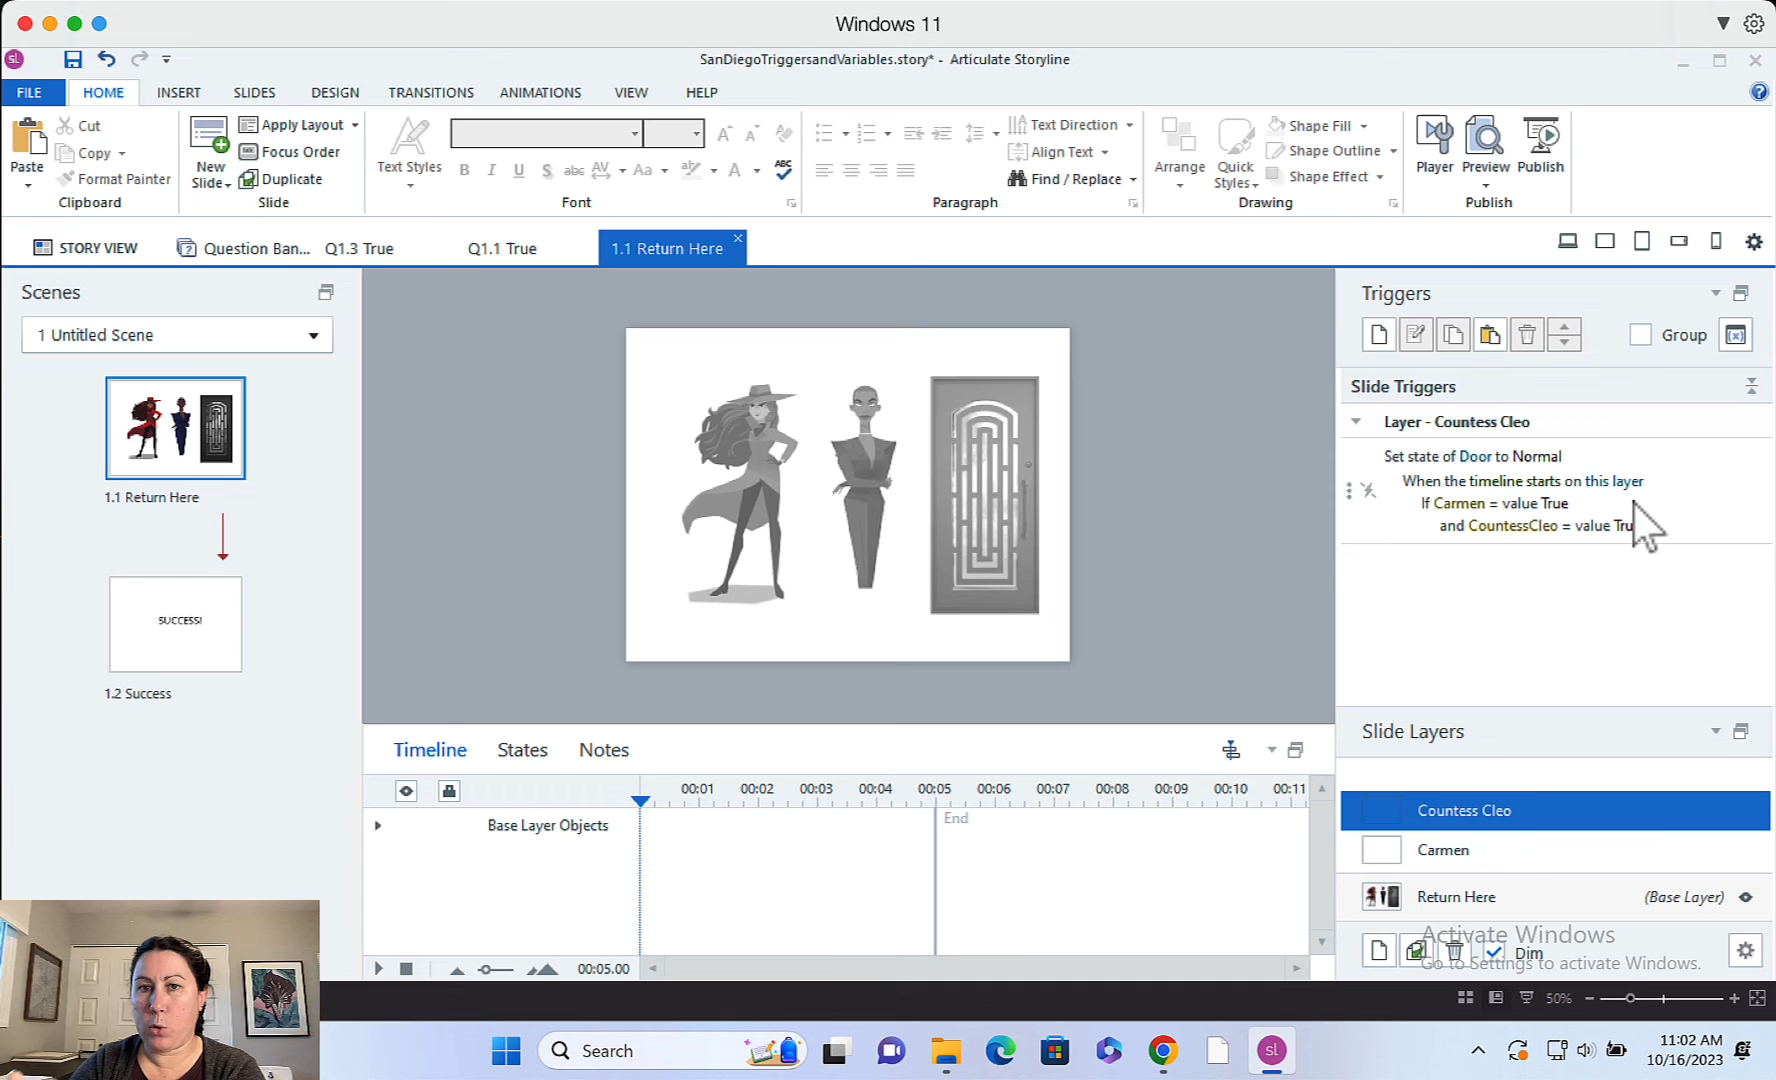 Windows 11
sl
SanDiegoTriggersandVariables.story* - Articulate Storyline
FILE HOME INSERT SLIDES DESIGN TRANSITIONS ANIMATIONS VIEW HELP
Paste
Cut
Copy
Format Painter
Clipboard
New Slide
Apply Layout
Focus Order
Duplicate
Slide
Text Styles
B I U S abc AV Aa A ABC
Font
Text Direction
Align Text
Find / Replace
Paragraph
Arrange
Quick Styles
Shape Fill
Shape Outline
Shape Effect
Drawing
Player
Preview
Publish
Publish
STORY VIEW Question Ban... Q1.3 True Q1.1 True 1.1 Return Here
Scenes
1 Untitled Scene
1.1 Return Here
SUCCESS!
1.2 Success
Triggers
Group
Slide Triggers
Layer - Countess Cleo
Set state of Door to Normal
When the timeline starts on this layer
If Carmen = value True
and CountessCleo = value Tru
Timeline States Notes
00:01 00:02 00:03 00:04 00:05 00:06 00:07 00:08 00:09 00:10 00:11
Base Layer Objects
End
00:05.00
Slide Layers
Countess Cleo
Carmen
Return Here (Base Layer)
Dim
Activate Windows
Go to Settings to activate Windows.
50%
Search
sl
11:02 AM
10/16/2023